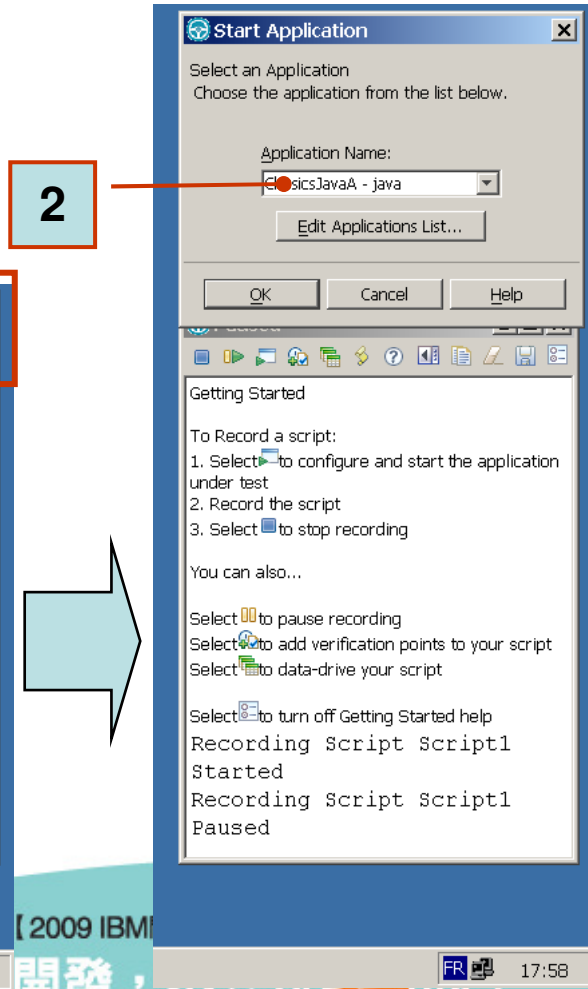 Start Application
Select an Application
Choose the application from the list below.
Application Name:
2
- java
Edit Applications List...
OK
Cancel
Help
Getting Started
To Record a script:
1. Select to configure and start the application
under test
2. Record the script
3. Select to stop recording
You can also...
Select to pause recording
Select to add verification points to your script
Select to data-drive your script
Select to turn off Getting Started help
Recording Script Script1
Started
Recording Script Script1
Paused
【2009 IBM
開發，
FR
17:58